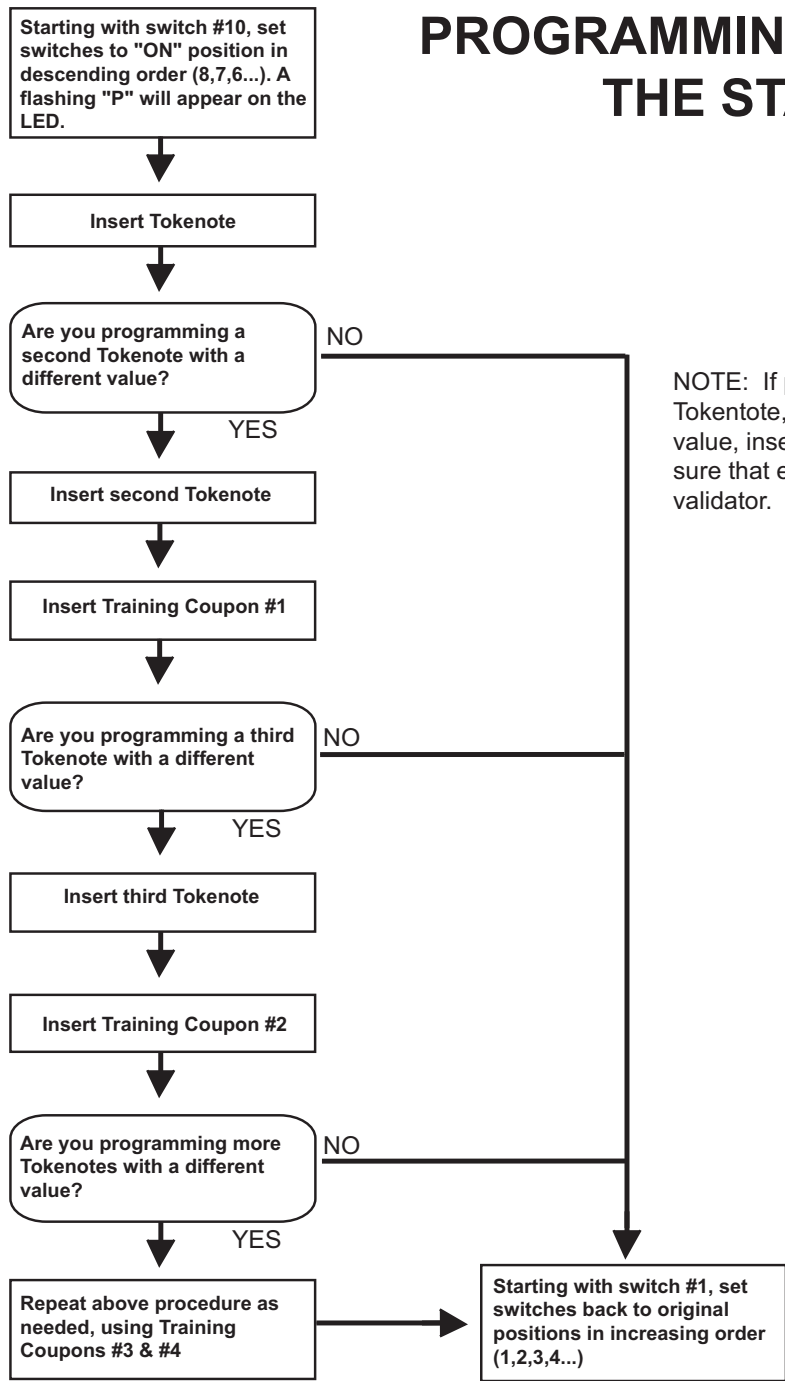 PROGRAMMIN
THE STA
Starting with switch #10, set
switches to "ON" position in
descending order (8,7,6...). A
flashing "P" will appear on the
LED.
Insert Tokenote
Are you programming a
second Tokenote with a
different value?
NO
YES
NOTE: If
Tokentote,
value, inse
sure that e
validator.
Insert second Tokenote
Insert Training Coupon #1
Are you programming a third
Tokenote with a different
value?
NO
YES
Insert third Tokenote
Insert Training Coupon #2
Are you programming more
Tokenotes with a different
value?
NO
YES
Repeat above procedure as
needed, using Training
Coupons #3 & #4
Starting with switch #1, set
switches back to original
positions in increasing order
(1,2,3,4...)